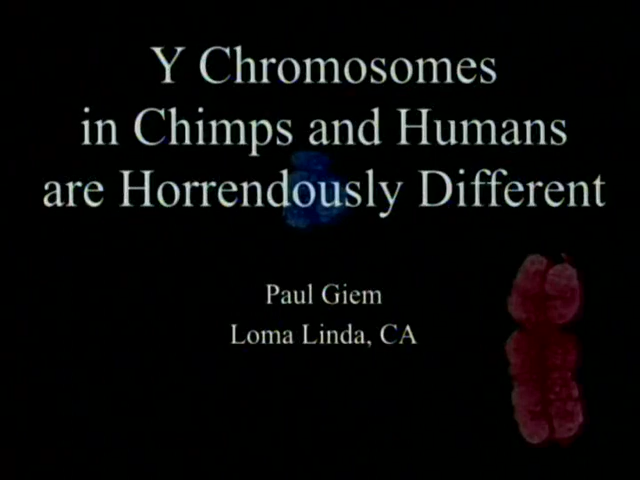 Y Chromosomes
in Chimps and Humans
are Horrendously Different
Paul Giem
Loma Linda, CA